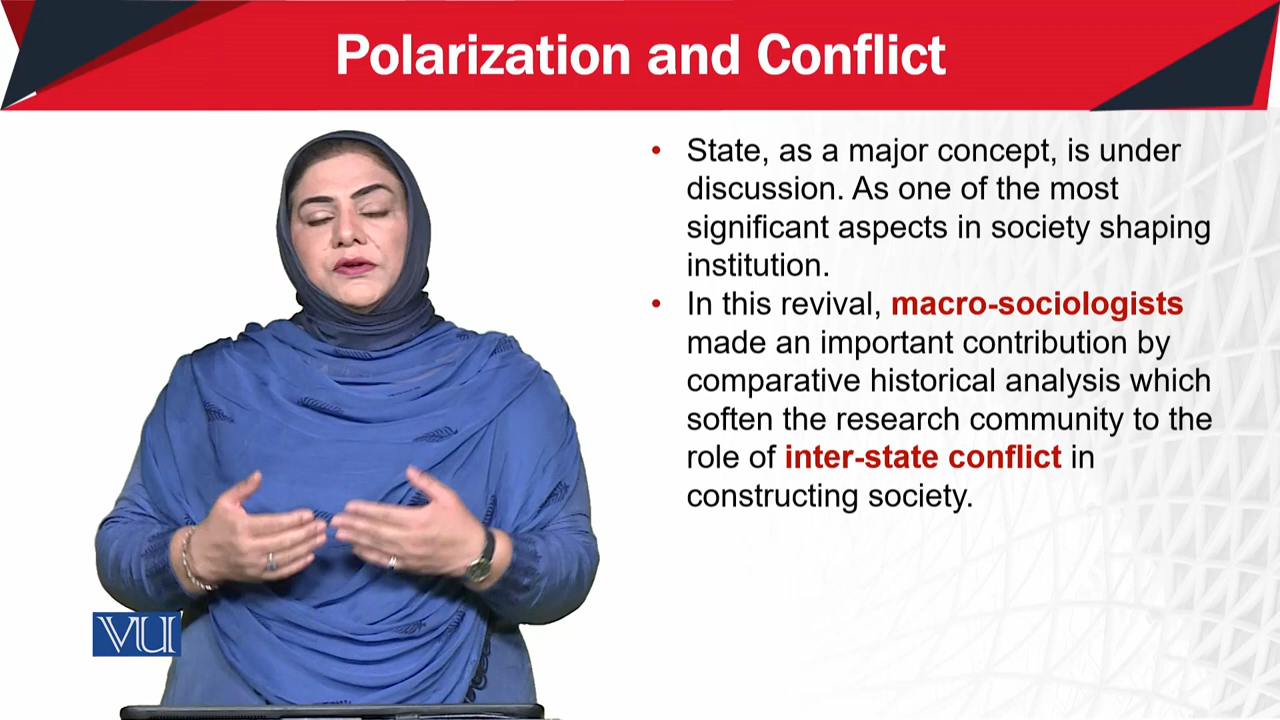 Polarization and Conflict
• State, as a major concept, is under
discussion. As one of the most
significant aspects in society shaping
institution.
• In this revival, macro-sociologists
made an important contribution by
comparative historical analysis which
soften the research community to the
role of inter-state conflict in
constructing society.
VU